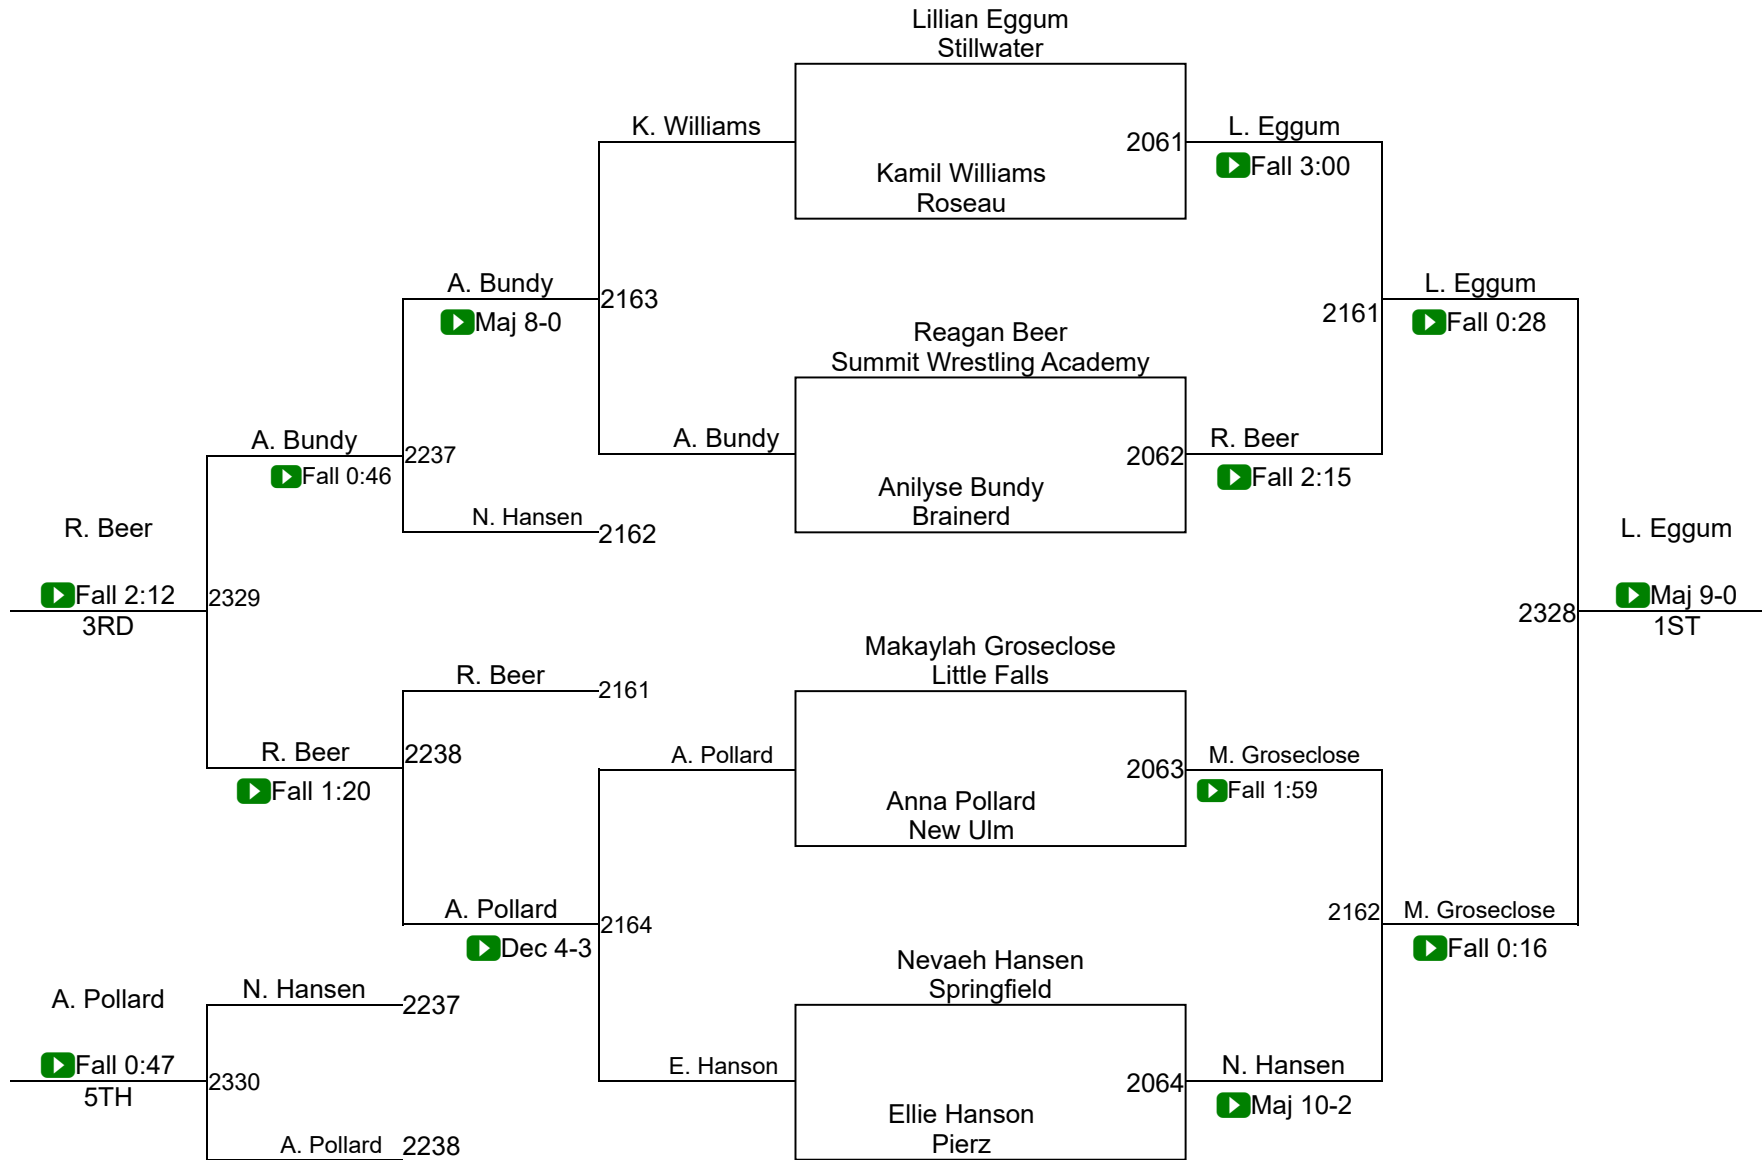 Lillian Eggum
Stillwater
K. Williams
2061
L. Eggum
Fall 3:00
Kamil Williams
Roseau
A. Bundy
2163
Maj 8-0
L. Eggum
2161
Fall 0:28
Reagan Beer
Summit Wrestling Academy
A. Bundy
2237
Fall 0:46
A. Bundy
2062
R. Beer
Fall 2:15
Anilyse Bundy
Brainerd
N. Hansen
2162
R. Beer
Fall 2:12
3RD
2329
L. Eggum
2328
Maj 9-0
1ST
Makaylah Groseclose
Little Falls
R. Beer
2161
R. Beer
2238
Fall 1:20
A. Pollard
2063
M. Groseclose
Fall 1:59
Anna Pollard
New Ulm
A. Pollard
2164
Dec 4-3
2162
M. Groseclose
Fall 0:16
Nevaeh Hansen
Springfield
A. Pollard
N. Hansen
2237
Fall 0:47
5TH
2330
E. Hanson
2064
N. Hansen
Maj 10-2
Ellie Hanson
Pierz
A. Pollard
2238